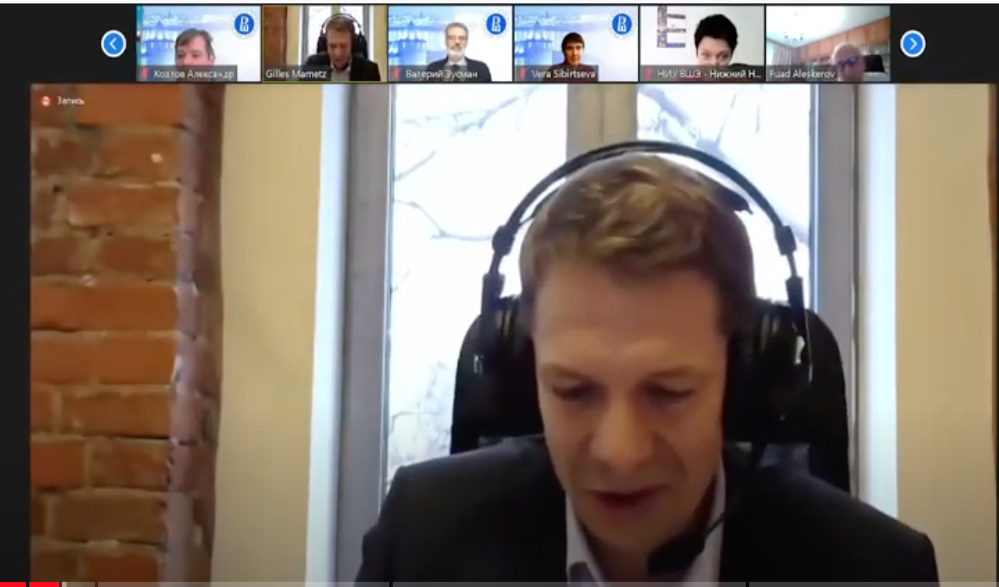 Козлов Александр
Gilles Mametz
Валерий Зусман
Vera Sibirtseva
НИУ ВШЭ - Нижний Н...
Fuad Aleskerov
Запись